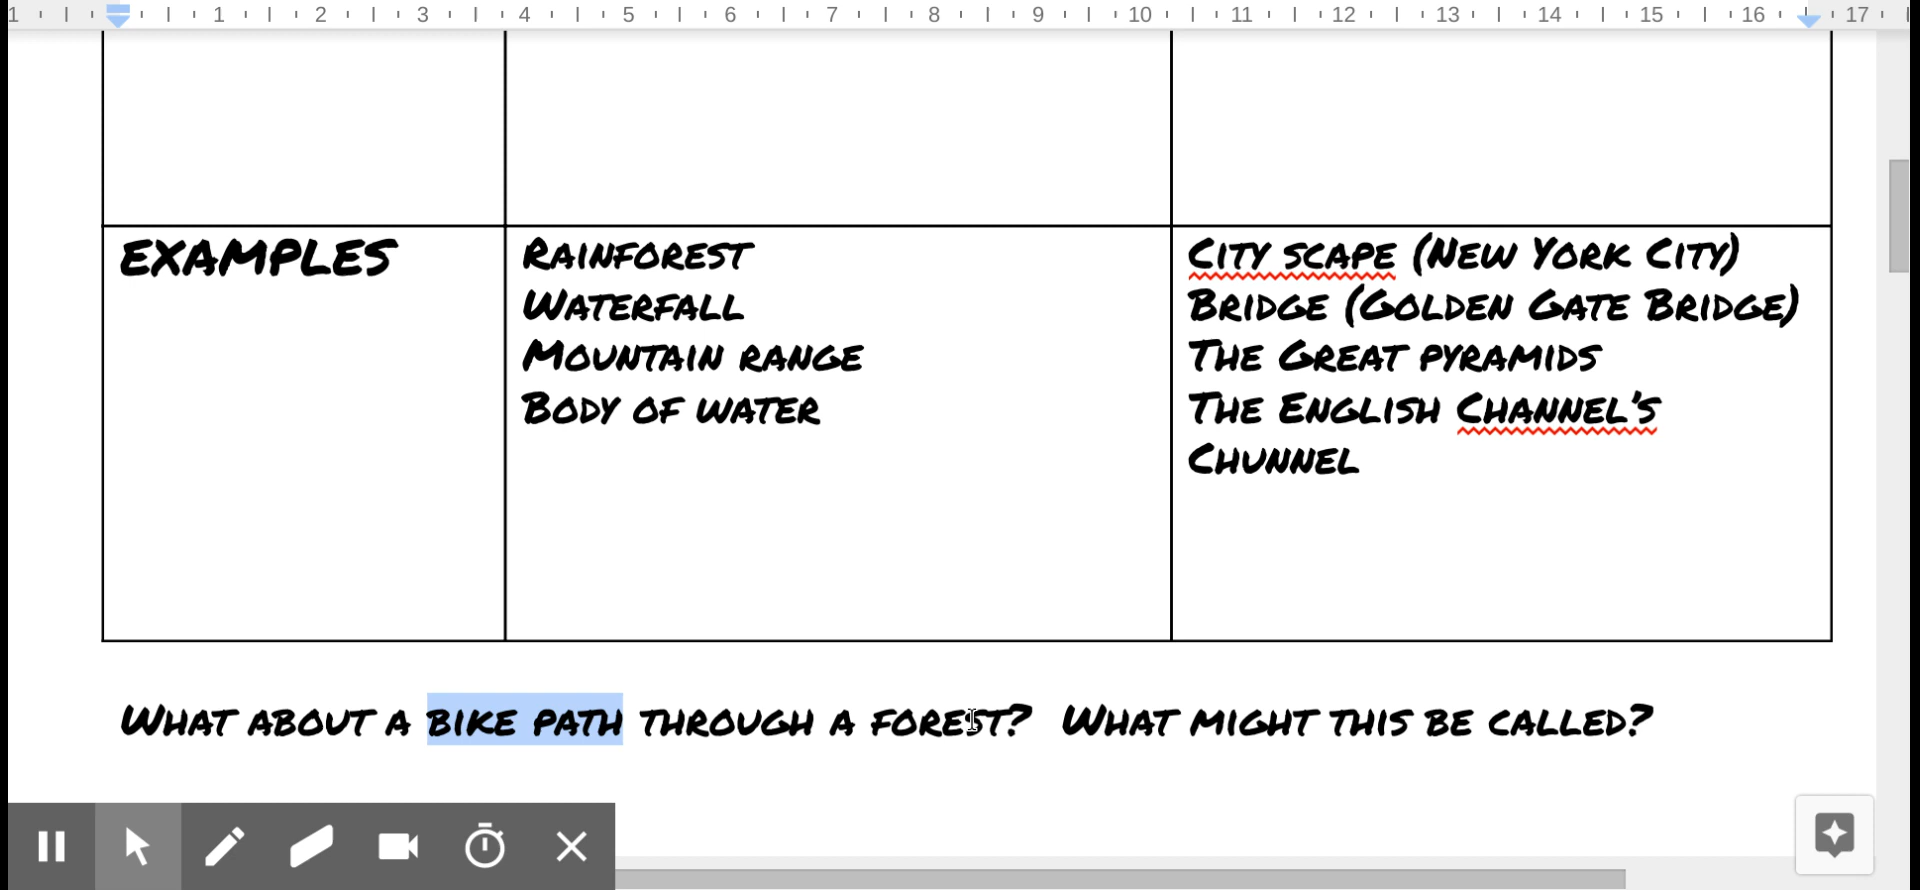 1 1 2 3 4 5 6 7 8 9 10 11 12 13 14 15 16 17
EXAMPLES
Rainforest
Waterfall
Mountain range
Body of water
City scape (New York City)
Bridge (Golden Gate Bridge)
The Great pyramids
The English Channel's
Chunnel
What about a bike path through a forest? What might this be called?